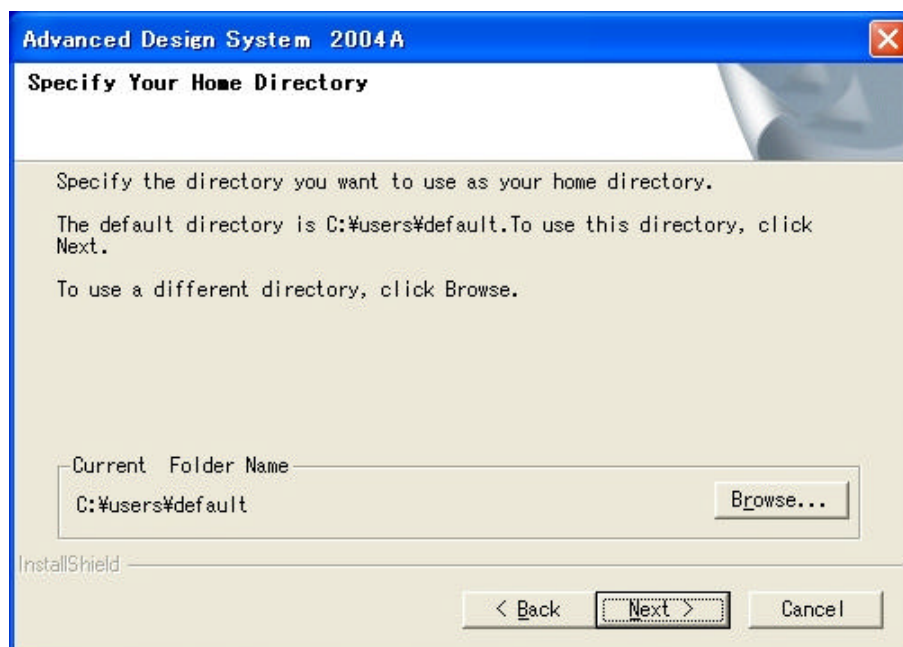 Advanced Design System 2004A
Specify Your Home Directory
Specify the directory you want to use as your home directory.
The default directory is C:¥users¥default.To use this directory, click
Next.
To use a different directory, click Browse.
Current Folder Name
C:¥users¥default
Browse...
InstallShield
< Back
Next >
Cancel